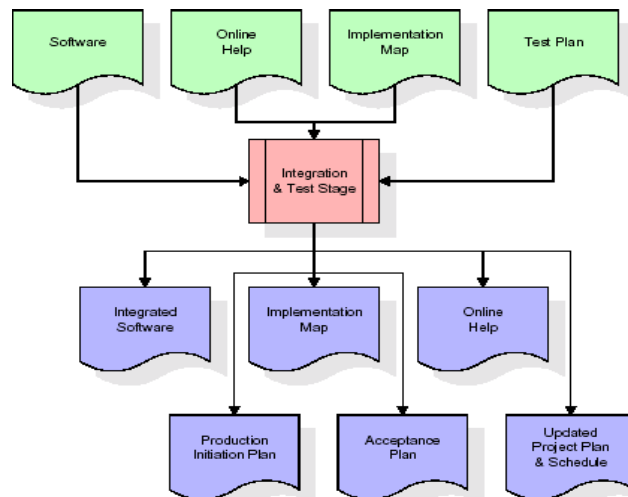 Software
Online
Help
Implementation
Map
Test Plan
Integration
& Test Stage
Integrated
Software
Implementation
Map
Online
Help
Production
Initiation Plan
Acceptance
Plan
Updated
Project Plan
& Schedule